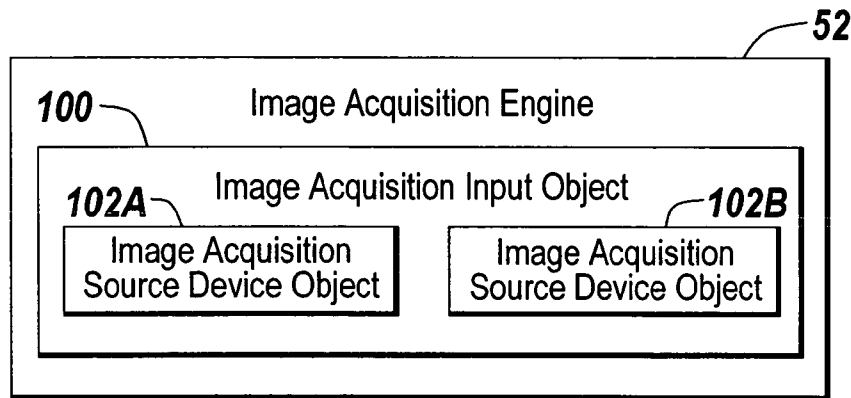 52
Image Acquisition Engine
100
Image Acquisition Input Object
102A
Image Acquisition
Source Device Object
102B
Image Acquisition
Source Device Object